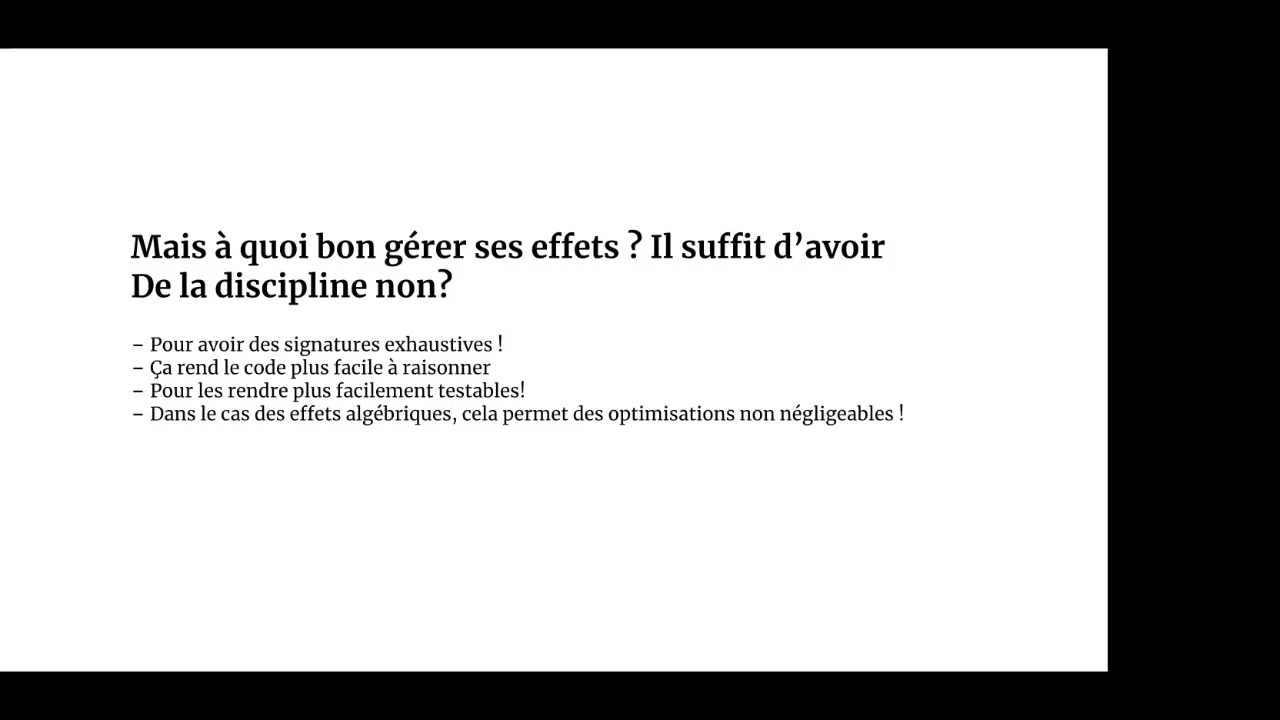 Mais à quoi bon gérer ses effets ? Il suffit d’avoir
De la discipline non?
– Pour avoir des signatures exhaustives !
– Ça rend le code plus facile à raisonner
– Pour les rendre plus facilement testables!
– Dans le cas des effets algébriques, cela permet des optimisations non négligeables !